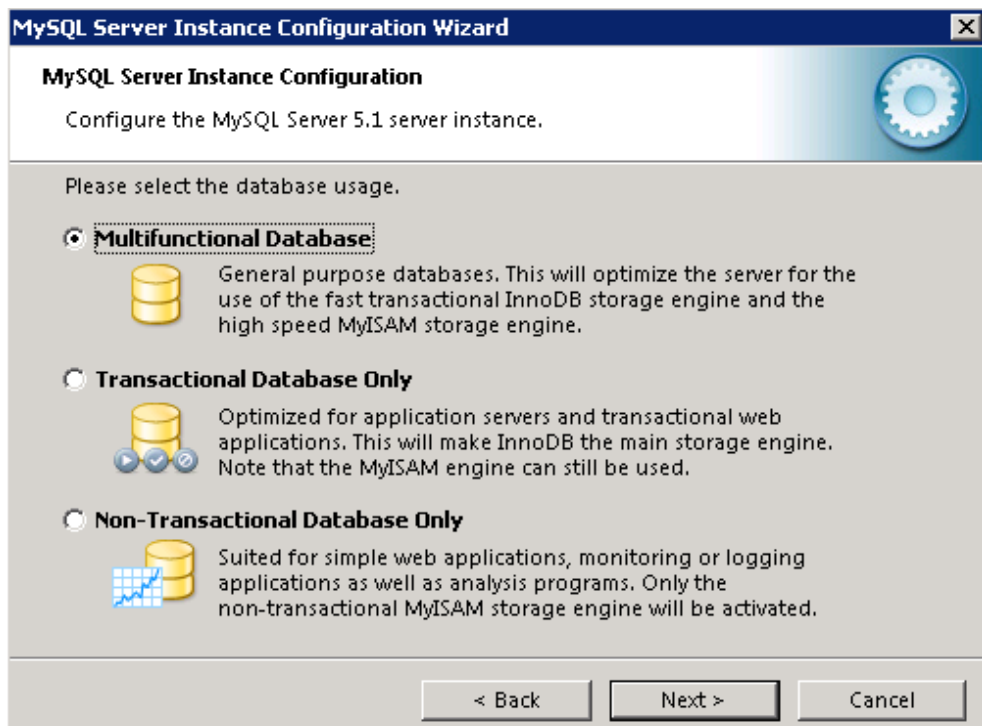 MySQL Server Instance Configuration Wizard
MySQL Server Instance Configuration
Configure the MySQL Server 5.1 server instance.
Please select the database usage.
Multifunctional Database
General purpose databases. This will optimize the server for the
use of the fast transactional InnoDB storage engine and the
high speed MyISAM storage engine.
Transactional Database Only
Optimized for application servers and transactional web
applications. This will make InnoDB the main storage engine.
Note that the MyISAM engine can still be used.
Non-Transactional Database Only
Suited for simple web applications, monitoring or logging
applications as well as analysis programs. Only the
non-transactional MyISAM storage engine will be activated.
< Back Next > Cancel